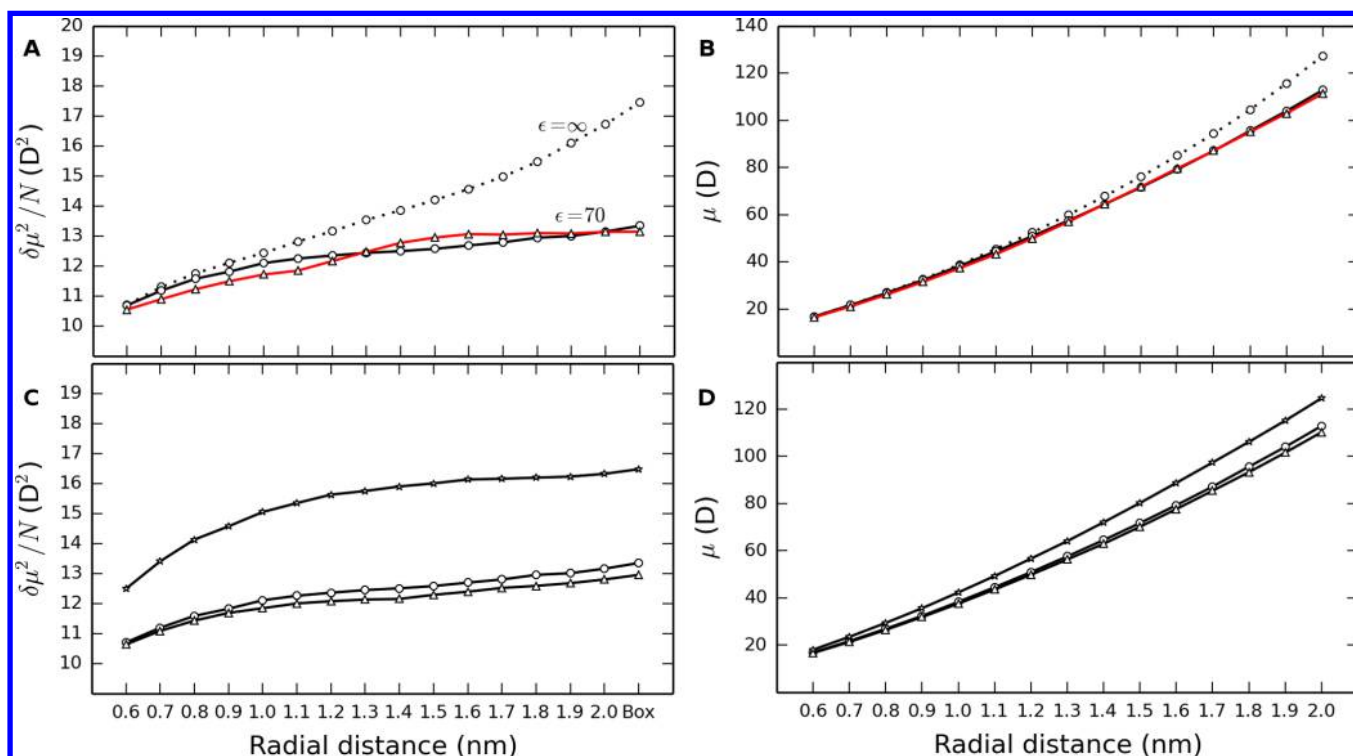 A
20
19
18
17
16
15
14
13
12
11
10
δμ²/N (D²)
ϵ=∞
ϵ=70
B
140
120
100
80
60
40
20
μ (D)
C
19
18
17
16
15
14
13
12
11
10
δμ²/N (D²)
0.6 0.7 0.8 0.9 1.0 1.1 1.2 1.3 1.4 1.5 1.6 1.7 1.8 1.9 2.0 Box
Radial distance (nm)
D
120
100
80
60
40
20
μ (D)
0.6 0.7 0.8 0.9 1.0 1.1 1.2 1.3 1.4 1.5 1.6 1.7 1.8 1.9 2.0
Radial distance (nm)